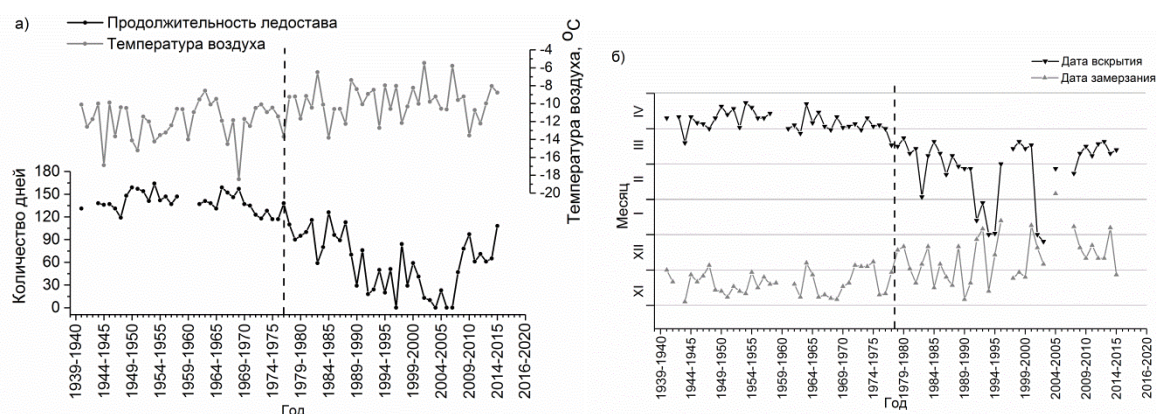 а)
Продолжительность ледостава
Температура воздуха
-4
-6
-8
-10
-12
-14
-16
-18
-20
Температура воздуха, °C
180
150
120
90
60
30
0
Количество дней
1939-1940
1944-1945
1949-1950
1954-1955
1959-1960
1964-1965
1969-1970
1974-1975
1979-1980
1984-1985
1989-1990
1994-1995
1999-2000
2004-2005
2009-2010
2014-2015
2016-2020
Год
б)
Дата вскрытия
Дата замерзания
IV
III
II
I
XII
XI
Месяц
1939-1940
1944-1945
1949-1950
1954-1955
1959-1960
1964-1965
1969-1970
1974-1975
1979-1980
1984-1985
1989-1990
1994-1995
1999-2000
2004-2005
2009-2010
2014-2015
2016-2020
Год